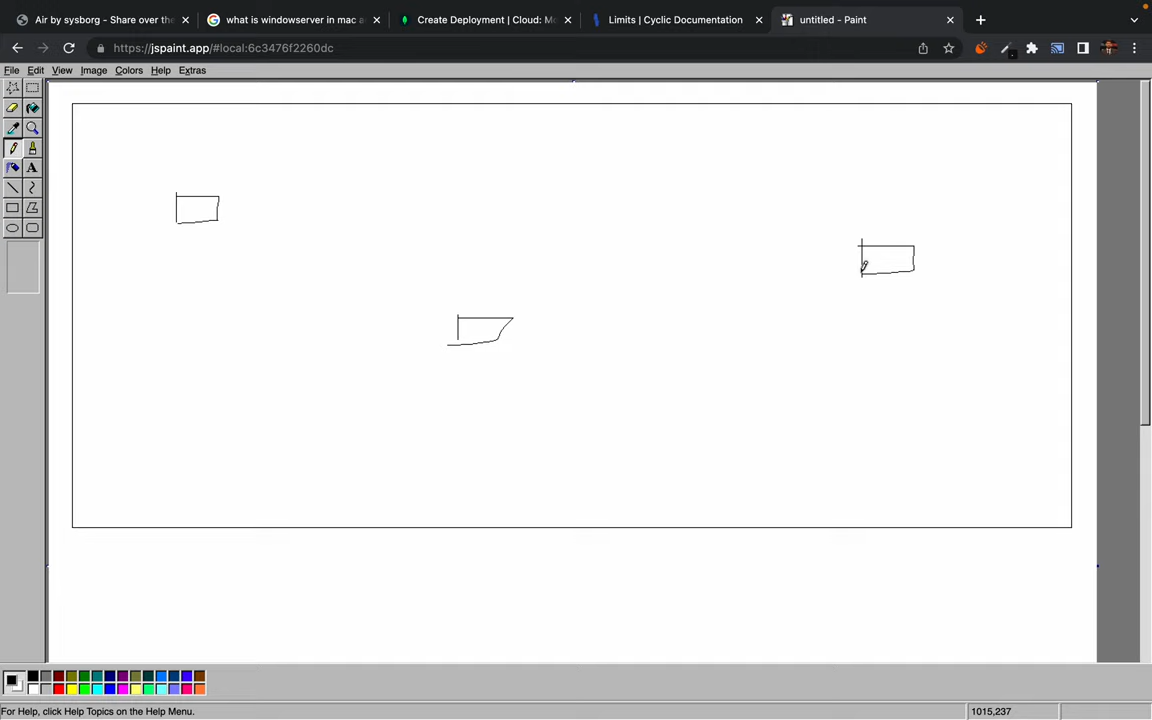 Air by sysborg - Share over the
what is windowserver in mac a
Create Deployment | Cloud: Mo
Limits | Cyclic Documentation
untitled - Paint
https://jspaint.app/#local:6c3476f2260dc
File Edit View Image Colors Help Extras
A
For Help, click Help Topics on the Help Menu.
1015,237